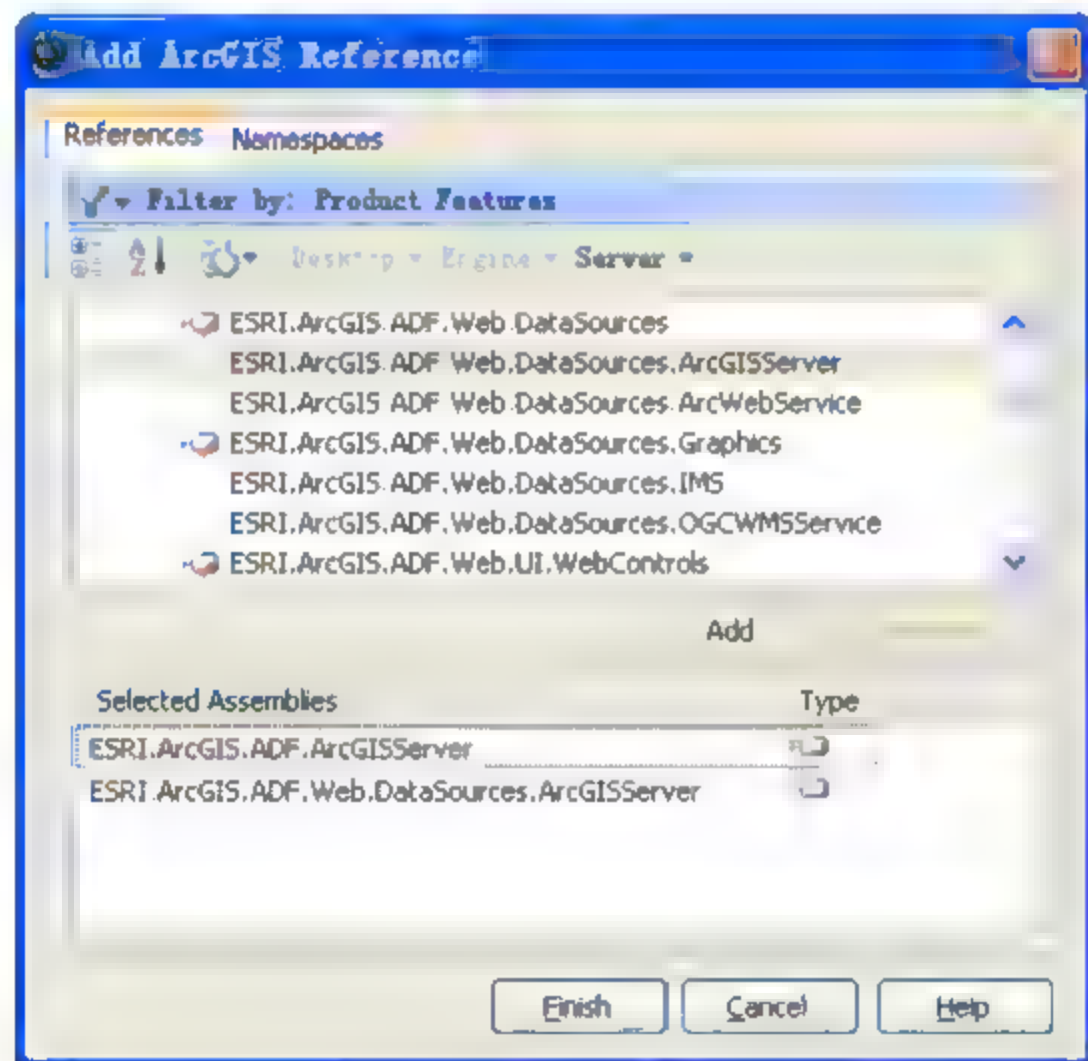 Add ArcGIS Reference
References Namespaces
Filter by: Product Features
Desktop Engine Server
ESRI.ArcGIS.ADF.Web.DataSources
ESRI.ArcGIS.ADF.Web.DataSources.ArcGISServer
ESRI.ArcGIS.ADF.Web.DataSources.ArcWebService
ESRI.ArcGIS.ADF.Web.DataSources.Graphics
ESRI.ArcGIS.ADF.Web.DataSources.IMS
ESRI.ArcGIS.ADF.Web.DataSources.OGCWMSService
ESRI.ArcGIS.ADF.Web.UI.WebControls
Add
Selected Assemblies Type
ESRI.ArcGIS.ADF.ArcGISServer
ESRI.ArcGIS.ADF.Web.DataSources.ArcGISServer
Finish Cancel Help